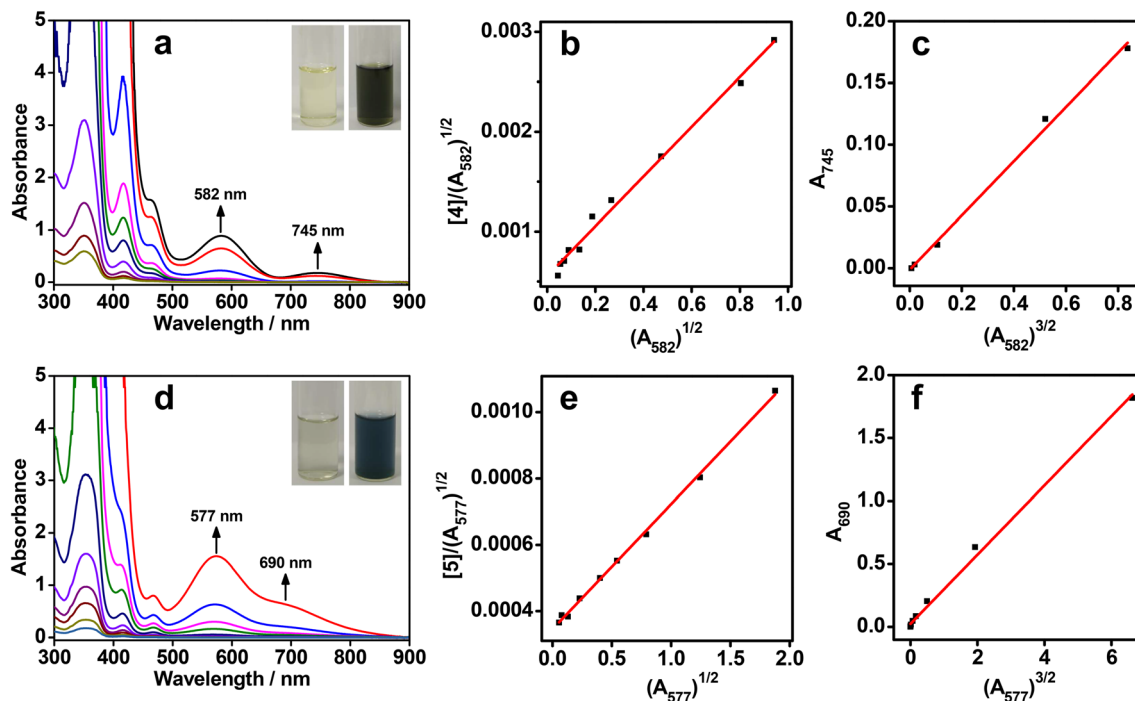 a
5
4
3
2
1
0
Absorbance
582 nm
745 nm
300 400 500 600 700 800 900
Wavelength / nm
b
0.003
0.002
0.001
[4]/(A582)1/2
0.0 0.2 0.4 0.6 0.8 1.0
(A582)1/2
c
0.20
0.15
0.10
0.05
0.00
A745
0.0 0.2 0.4 0.6 0.8
(A582)3/2
d
5
4
3
2
1
0
Absorbance
577 nm
690 nm
300 400 500 600 700 800 900
Wavelength / nm
e
0.0010
0.0008
0.0006
0.0004
[5]/(A577)1/2
0.0 0.5 1.0 1.5 2.0
(A577)1/2
f
2.0
1.5
1.0
0.5
0.0
A690
0 2 4 6
(A577)3/2